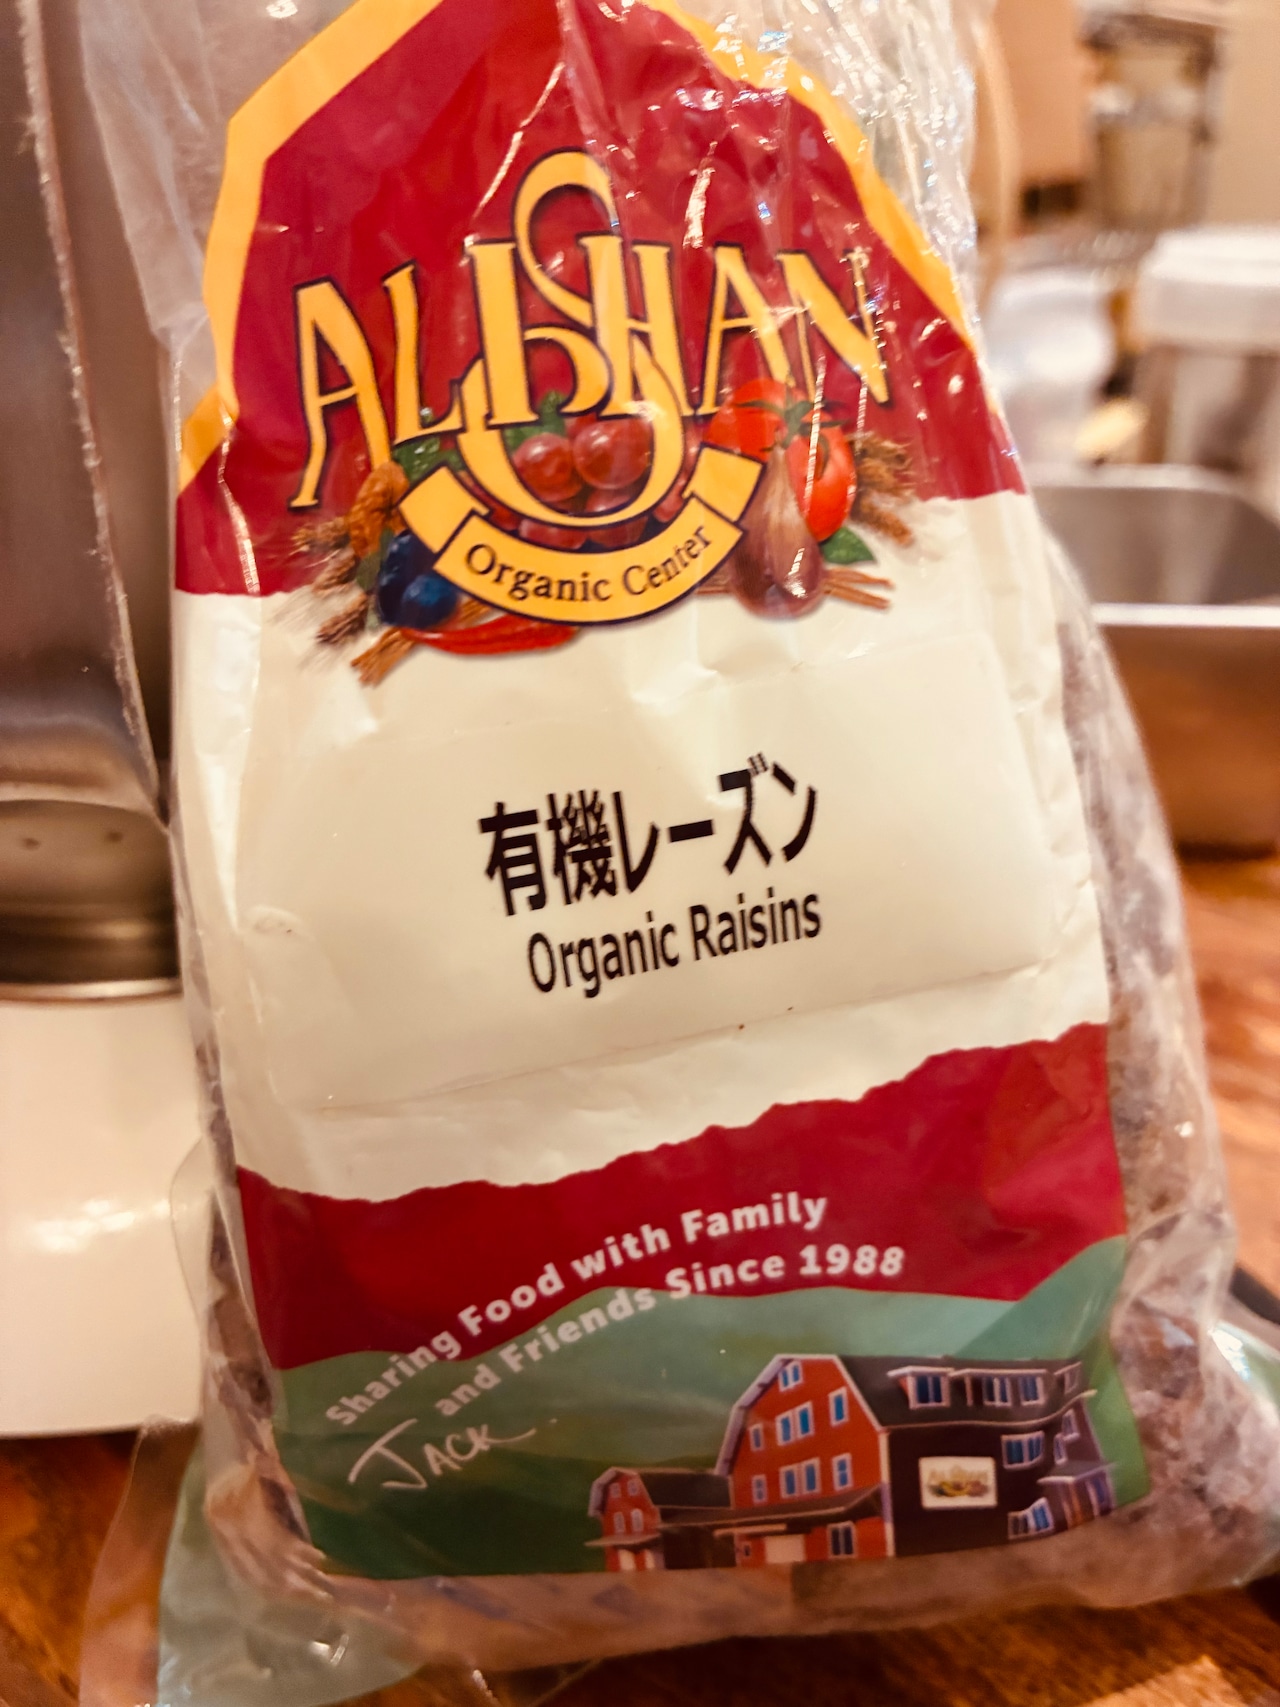 ALISHAN
Organic Center
有機レーズン
Organic Raisins
Sharing Food with Family
and Friends Since 1988
JACK